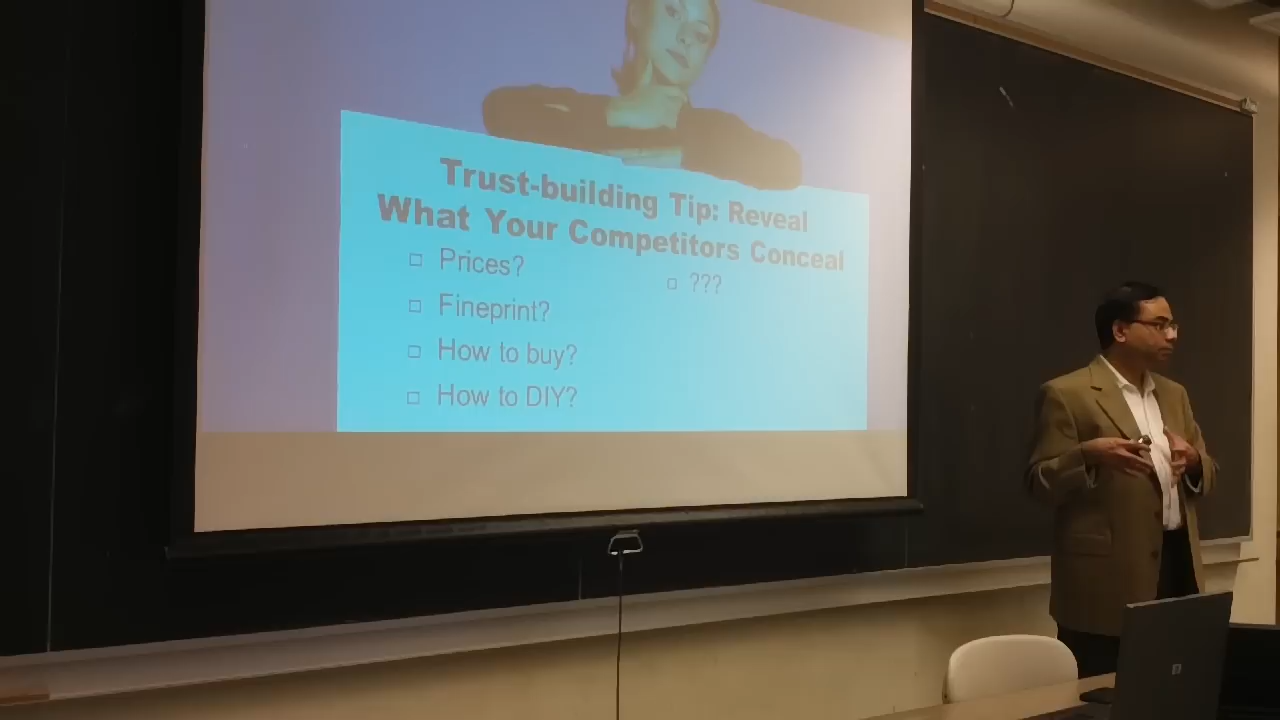 Trust-building Tip: Reveal
What Your Competitors Conceal
Prices?
Fineprint?
How to buy?
How to DIY?
???